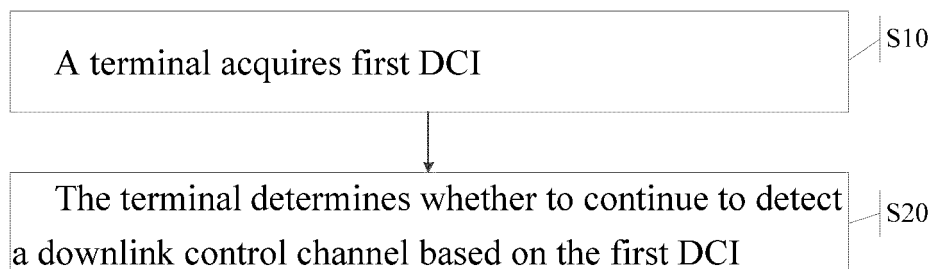 A terminal acquires first DCI
S10
The terminal determines whether to continue to detect
a downlink control channel based on the first DCI
S20